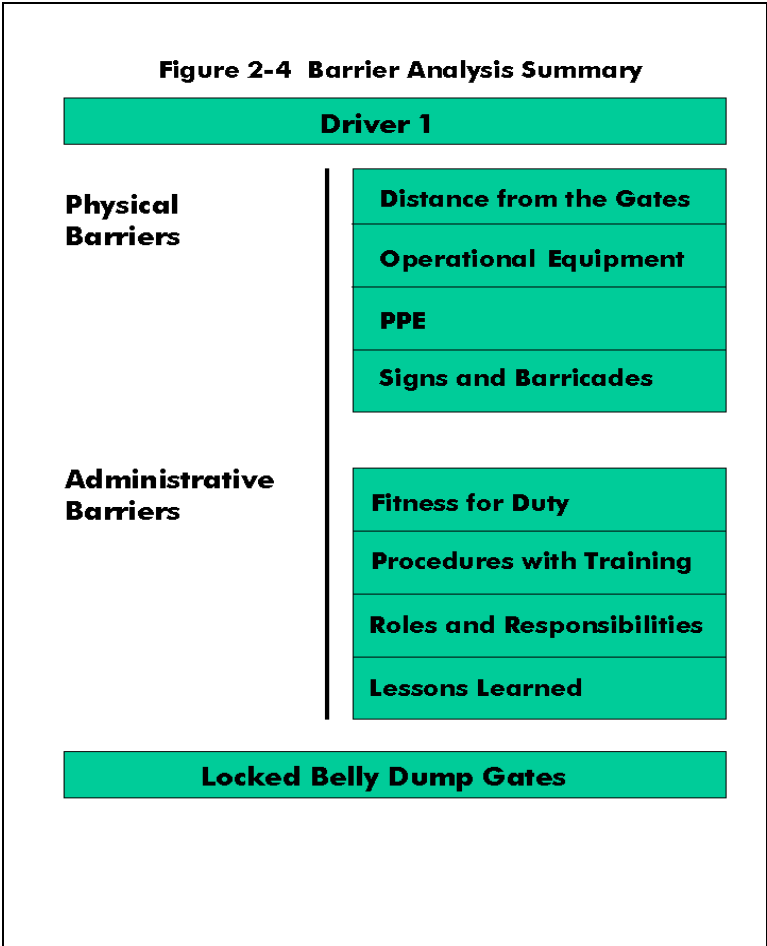 Figure 2-4 Barrier Analysis Summary
Driver 1
Physical
Barriers
Distance from the Gates
Operational Equipment
PPE
Signs and Barricades
Administrative
Barriers
Fitness for Duty
Procedures with Training
Roles and Responsibilities
Lessons Learned
Locked Belly Dump Gates